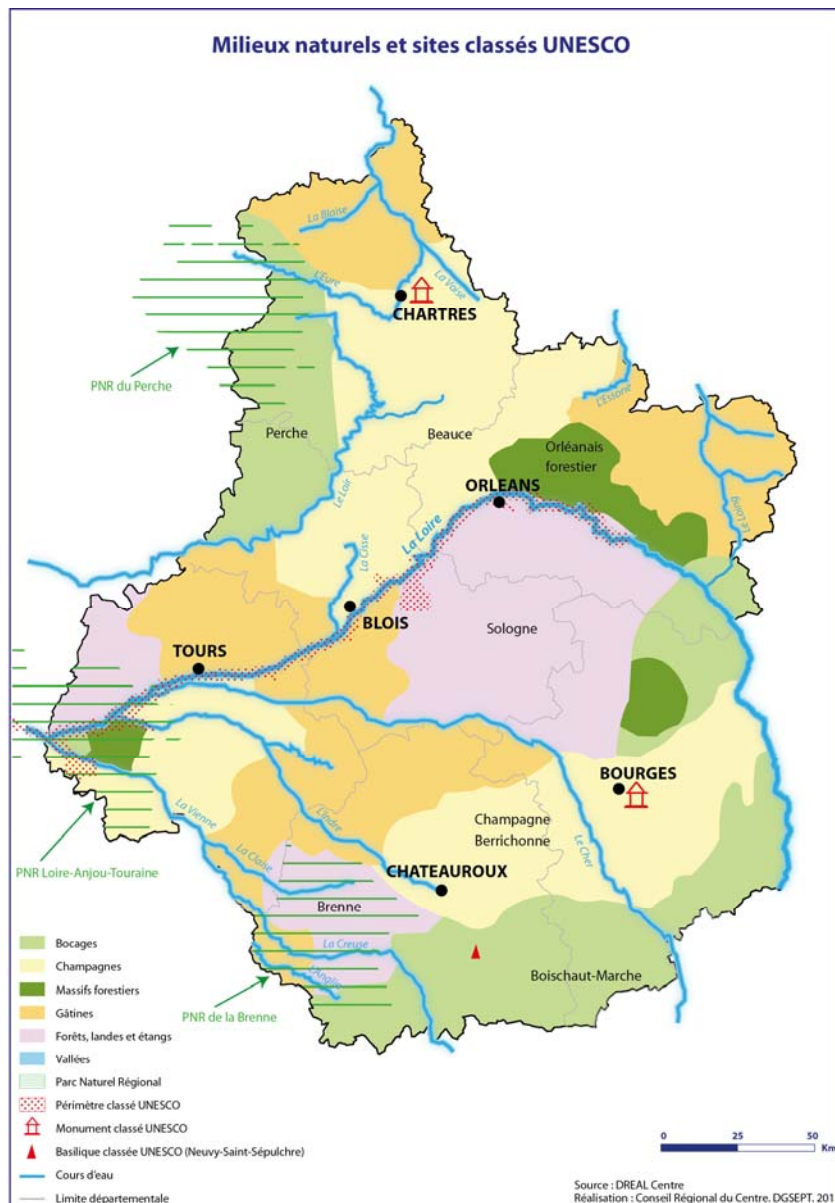 Milieux naturels et sites classés UNESCO
La Blaise
L'Eure
La Voise
CHARTRES
PNR du Perche
L'Essone
Perche
Beauce
Orléanais
forestier
ORLEANS
Le Loir
Le Loing
La Loire
La Cisse
BLOIS
Sologne
TOURS
BOURGES
La Vienne
L'Indre
Champagne
Berrichonne
Le Cher
PNR Loire-Anjou-Touraine
La Claise
CHATEAUROUX
Brenne
La Creuse
L'Anglin
Boischaut-Marche
PNR de la Brenne
Bocages
Champagnes
Massifs forestiers
Gâtines
Forêts, landes et étangs
Vallées
Parc Naturel Régional
Périmètre classé UNESCO
Monument classé UNESCO
Basilique classée UNESCO (Neuvy-Saint-Sépulchre)
Cours d'eau
Limite départementale
0 25 50
Km
Source : DREAL Centre
Réalisation : Conseil Régional du Centre. DGSEPT. 201